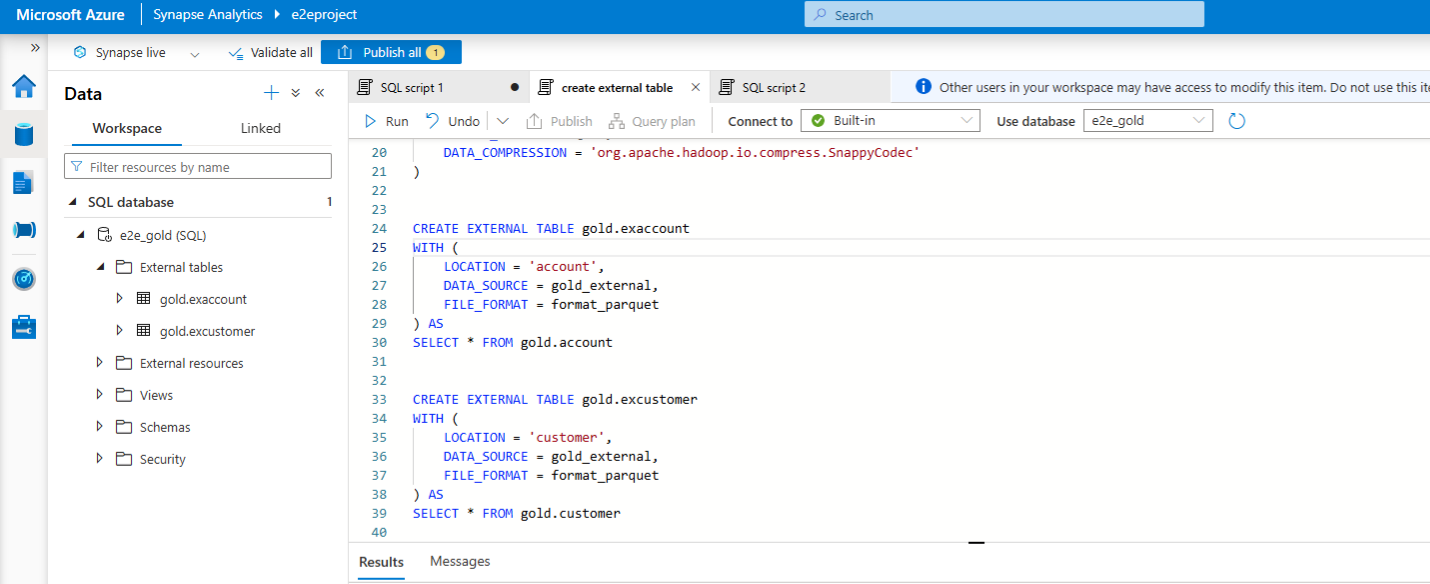 Microsoft Azure Synapse Analytics e2eproject Search
Synapse live Validate all Publish all 1
Data
Workspace Linked
Filter resources by name
SQL database 1
e2e_gold (SQL)
External tables
gold.exaccount
gold.excustomer
External resources
Views
Schemas
Security
SQL script 1 create external table SQL script 2 Other users in your workspace may have access to modify this item. Do not use this
Run Undo Publish Query plan Connect to Built-in Use database e2e_gold
20 DATA_COMPRESSION = 'org.apache.hadoop.io.compress.SnappyCodec'
21 )
22
23
24 CREATE EXTERNAL TABLE gold.exaccount
25 WITH (
26 LOCATION = 'account',
27 DATA_SOURCE = gold_external,
28 FILE_FORMAT = format_parquet
29 ) AS
30 SELECT * FROM gold.account
31
32
33 CREATE EXTERNAL TABLE gold.excustomer
34 WITH (
35 LOCATION = 'customer',
36 DATA_SOURCE = gold_external,
37 FILE_FORMAT = format_parquet
38 ) AS
39 SELECT * FROM gold.customer
40
Results Messages